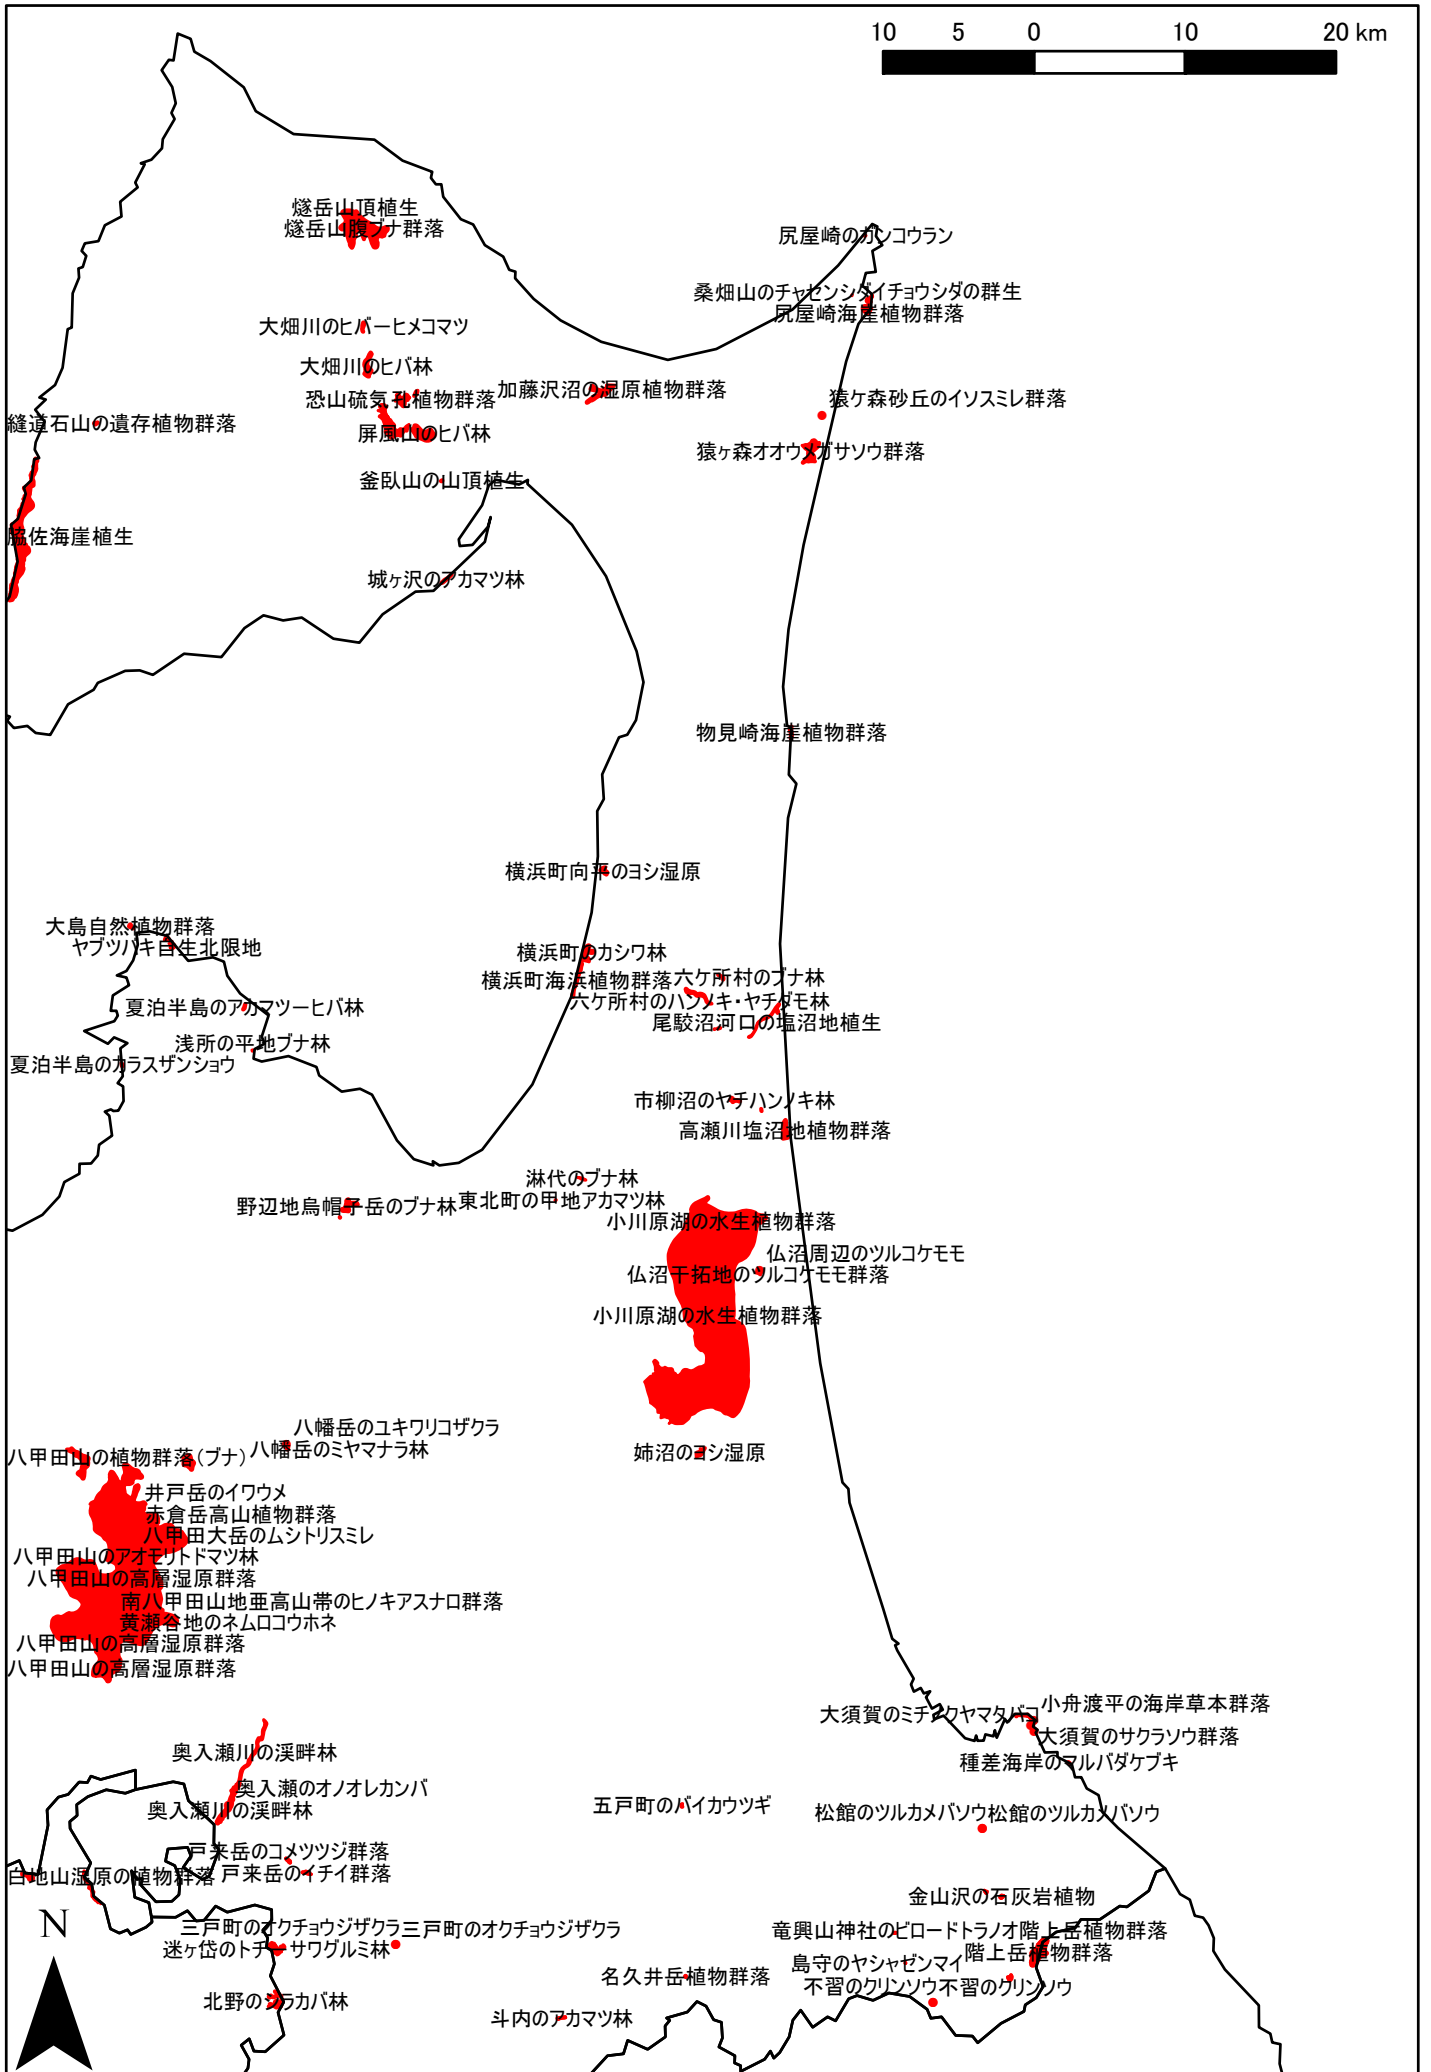 10 5 0 10 20 km
燧岳山頂植生
燧岳山腹ブナ群落
尻屋崎のガンコウラン
桑畑山のチャセンシダイチョウシダの群生
尻屋崎海崖植物群落
大畑川のヒバーヒメコマツ
大畑川のヒバ林
加藤沢沼の湿原植物群落
恐山硫気孔植物群落
猿ケ森砂丘のイソスミレ群落
縫道石山の遺存植物群落
屏風山のヒバ林
猿ヶ森オオウメガサソウ群落
釜臥山の山頂植生
脇佐海崖植生
城ヶ沢のアカマツ林
物見崎海崖植物群落
横浜町向平のヨシ湿原
大島自然植物群落
ヤブツバキ自生北限地
横浜町のカシワ林
横浜町海浜植物群落
六ケ所村のブナ林
六ケ所村のハンノキ・ヤチダモ林
夏泊半島のアカマツーヒバ林
尾駮沼河口の塩沼地植生
浅所の平地ブナ林
夏泊半島のカラスザンショウ
市柳沼のヤチハンノキ林
高瀬川塩沼地植物群落
淋代のブナ林
東北町の甲地アカマツ林
野辺地烏帽子岳のブナ林
小川原湖の水生植物群落
仏沼周辺のツルコケモモ
仏沼干拓地のツルコケモモ群落
小川原湖の水生植物群落
八幡岳のユキワリコザクラ
八幡岳のミヤマナラ林
八甲田山の植物群落(ブナ)
姉沼のヨシ湿原
井戸岳のイワウメ
赤倉岳高山植物群落
八甲田大岳のムシトリスミレ
八甲田山のアオモリトドマツ林
八甲田山の高層湿原群落
南八甲田山地亜高山帯のヒノキアスナロ群落
黄瀬谷地のネムロコウホネ
八甲田山の高層湿原群落
八甲田山の高層湿原群落
小舟渡平の海岸草本群落
大須賀のミチノクヤマタバコ
大須賀のサクラソウ群落
奥入瀬川の渓畔林
種差海岸のマルバダケブキ
奥入瀬のオノオレカンバ
奥入瀬川の渓畔林
五戸町のバイカウツギ
松館のツルカメバソウ
松館のツルカメバソウ
戸来岳のコメツツジ群落
戸来岳のイチイ群落
白地山湿原の植物群落
金山沢の石灰岩植物
N
三戸町のオクチョウジザクラ
三戸町のオクチョウジザクラ
竜興山神社のビロードトラノオ
階上岳植物群落
迷ヶ岱のトチーサワグルミ林
階上岳植物群落
島守のヤシャゼンマイ
名久井岳植物群落
不習のクリンソウ
不習のクリンソウ
北野のシラカバ林
斗内のアカマツ林